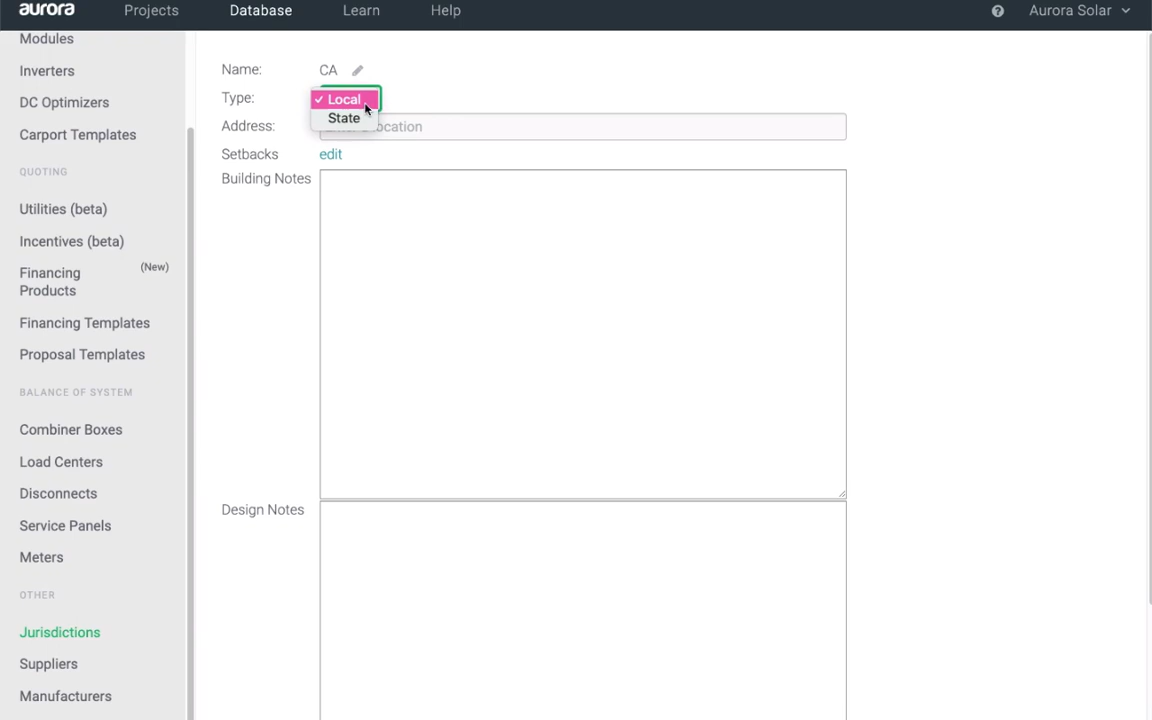 aurora
Projects
Database
Learn
Help
Aurora Solar
Modules
Inverters
DC Optimizers
Carport Templates
QUOTING
Utilities (beta)
Incentives (beta)
Financing (New)
Products
Financing Templates
Proposal Templates
BALANCE OF SYSTEM
Combiner Boxes
Load Centers
Disconnects
Service Panels
Meters
OTHER
Jurisdictions
Suppliers
Manufacturers
Name: CA
Type: ✓ Local
State
Address:
Setbacks edit
Building Notes
Design Notes